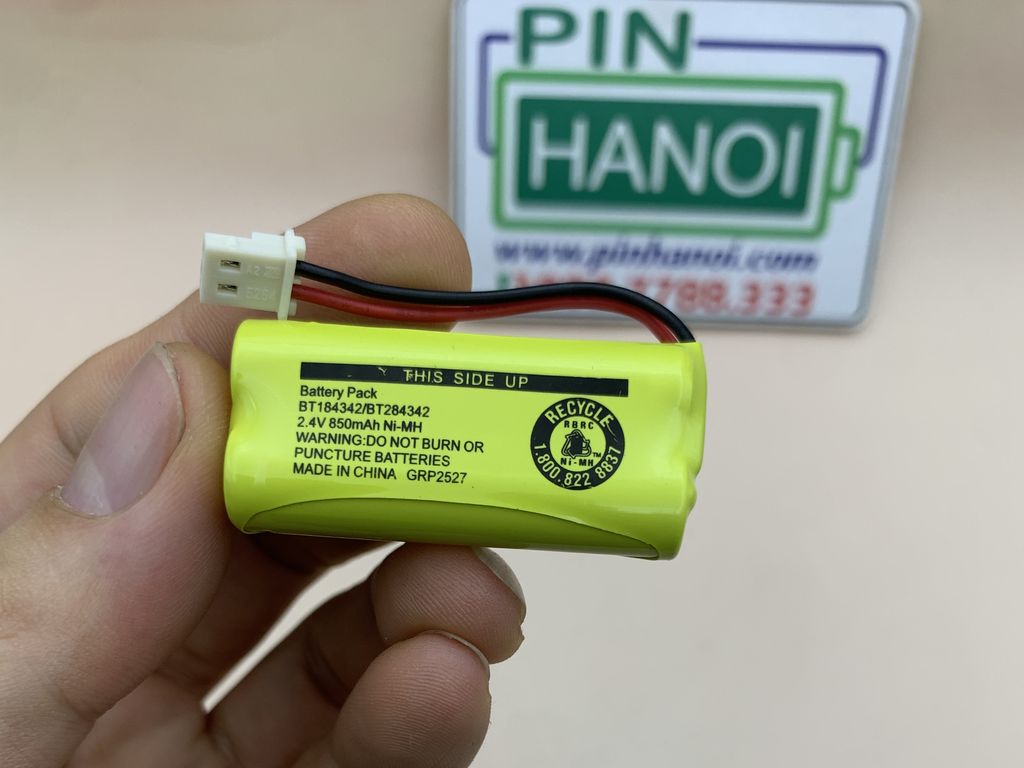 PIN
HANOI
www.pinhanoi.com
THIS SIDE UP
Battery Pack
BT184342/BT284342
2.4V 850mAh Ni-MH
WARNING:DO NOT BURN OR
PUNCTURE BATTERIES
MADE IN CHINA GRP2527
RECYCLE
RBRC
Ni-MH
TM
1.800.822 8837